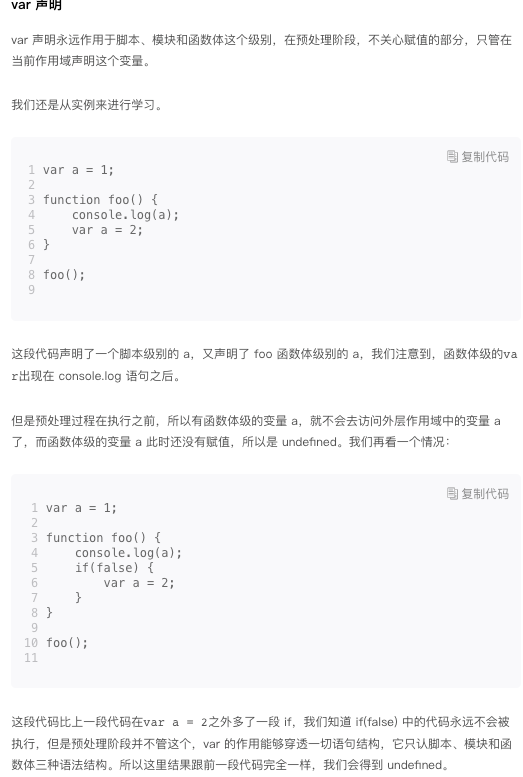 var 声明
var 声明永远作用于脚本、模块和函数体这个级别，在预处理阶段，不关心赋值的部分，只管在
当前作用域声明这个变量。
我们还是从实例来进行学习。
复制代码
1 var a = 1;
2
3 function foo() {
4     console.log(a);
5     var a = 2;
6 }
7
8 foo();
9
这段代码声明了一个脚本级别的 a，又声明了 foo 函数体级别的 a，我们注意到，函数体级的va
r出现在 console.log 语句之后。
但是预处理过程在执行之前，所以有函数体级的变量 a，就不会去访问外层作用域中的变量 a
了，而函数体级的变量 a 此时还没有赋值，所以是 undefined。我们再看一个情况：
复制代码
1 var a = 1;
2
3 function foo() {
4     console.log(a);
5     if(false) {
6         var a = 2;
7     }
8 }
9
10 foo();
11
这段代码比上一段代码在var a = 2之外多了一段 if，我们知道 if(false) 中的代码永远不会被
执行，但是预处理阶段并不管这个，var 的作用能够穿透一切语句结构，它只认脚本、模块和函
数体三种语法结构。所以这里结果跟前一段代码完全一样，我们会得到 undefined。